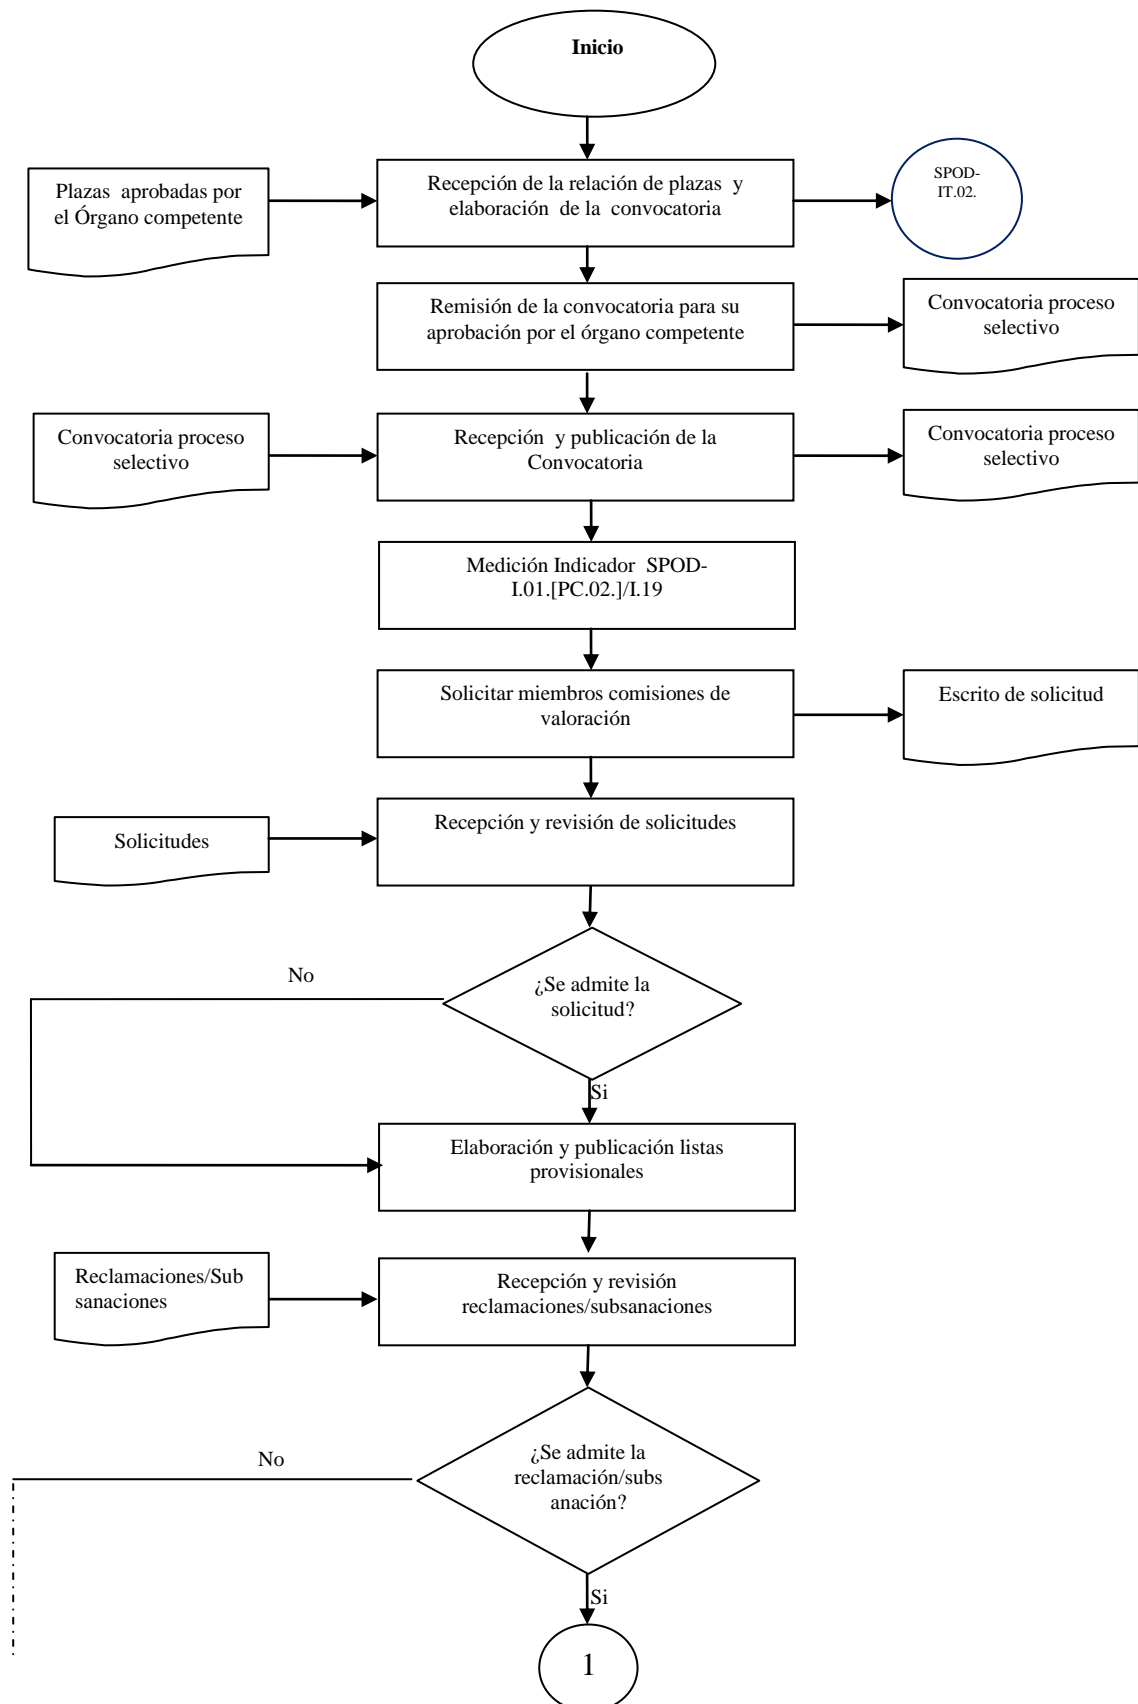 Inicio
Plazas aprobadas por
el Órgano competente
Recepción de la relación de plazas y
elaboración de la convocatoria
SPOD-
IT.02.
Remisión de la convocatoria para su
aprobación por el órgano competente
Convocatoria proceso
selectivo
Convocatoria proceso
selectivo
Recepción y publicación de la
Convocatoria
Convocatoria proceso
selectivo
Medición Indicador SPOD-
I.01.[PC.02.]/I.19
Solicitar miembros comisiones de
valoración
Escrito de solicitud
Solicitudes
Recepción y revisión de solicitudes
No
¿Se admite la
solicitud?
Si
Elaboración y publicación listas
provisionales
Reclamaciones/Sub
sanaciones
Recepción y revisión
reclamaciones/subsanaciones
No
¿Se admite la
reclamación/subs
anación?
Si
1